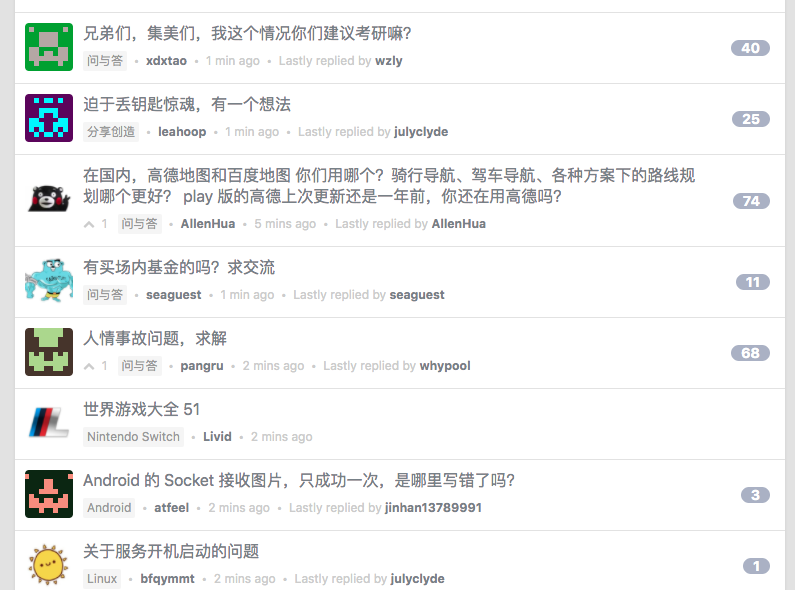 兄弟们，集美们，我这个情况你们建议考研嘛？
40
问与答 • xdxtao • 1 min ago • Lastly replied by wzly
迫于丢钥匙惊魂，有一个想法
25
分享创造 • leahoop • 1 min ago • Lastly replied by julyclyde
在国内，高德地图和百度地图 你们用哪个？骑行导航、驾车导航、各种方案下的路线规
划哪个更好？ play 版的高德上次更新还是一年前，你还在用高德吗？
74
1 问与答 • AllenHua • 5 mins ago • Lastly replied by AllenHua
有买场内基金的吗？求交流
11
问与答 • seaguest • 1 min ago • Lastly replied by seaguest
人情事故问题，求解
68
1 问与答 • pangru • 2 mins ago • Lastly replied by whypool
世界游戏大全 51
Nintendo Switch • Livid • 2 mins ago
Android 的 Socket 接收图片，只成功一次，是哪里写错了吗？
3
Android • atfeel • 2 mins ago • Lastly replied by jinhan13789991
关于服务开机启动的问题
1
Linux • bfqymmt • 2 mins ago • Lastly replied by julyclyde